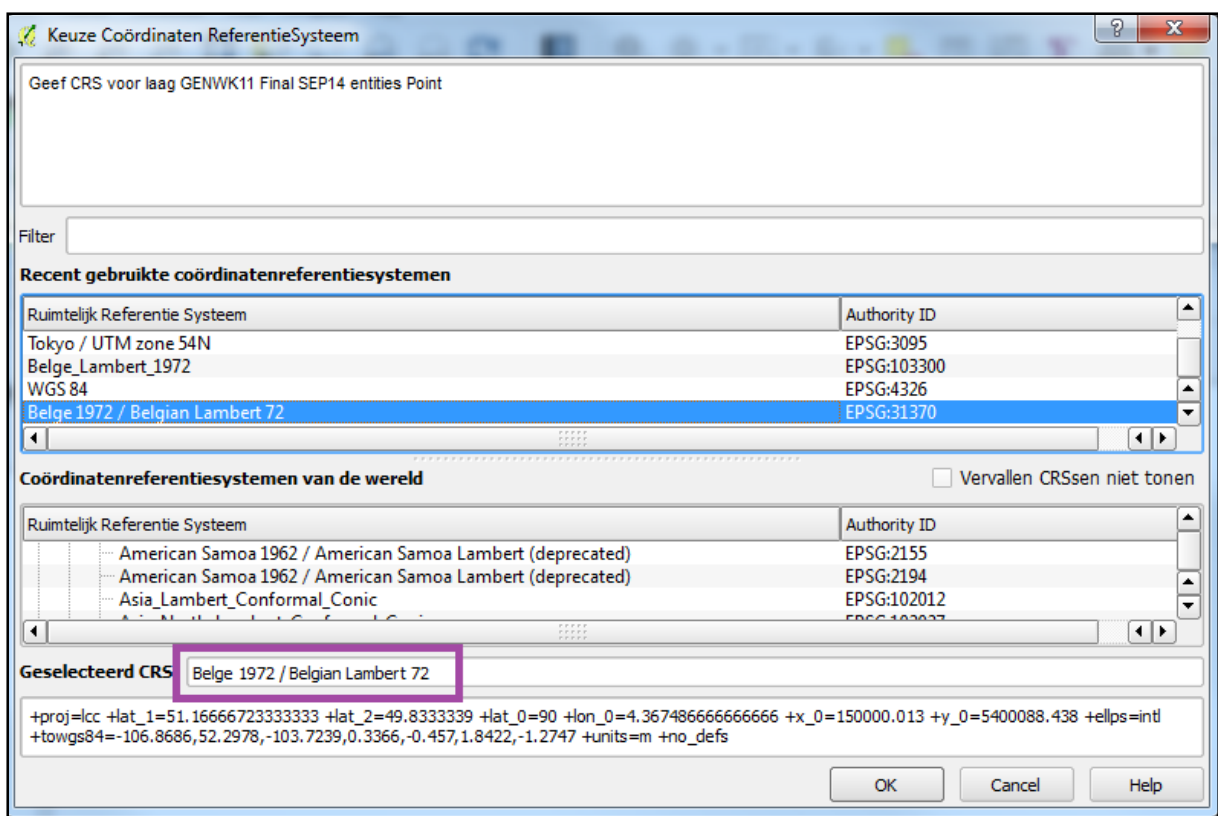 Keuze Coördinaten ReferentieSysteem
Geef CRS voor laag GENWK11 Final SEP14 entities Point
Filter
Recent gebruikte coördinatenreferentiesystemen
Ruimtelijk Referentie Systeem Authority ID
Tokyo / UTM zone 54N EPSG:3095
Belge_Lambert_1972 EPSG:103300
WGS 84 EPSG:4326
Belge 1972 / Belgian Lambert 72 EPSG:31370
Coördinatenreferentiesystemen van de wereld Vervallen CRSsen niet tonen
Ruimtelijk Referentie Systeem Authority ID
American Samoa 1962 / American Samoa Lambert (deprecated) EPSG:2155
American Samoa 1962 / American Samoa Lambert (deprecated) EPSG:2194
Asia_Lambert_Conformal_Conic EPSG:102012
Geselecteerd CRS Belge 1972 / Belgian Lambert 72
+proj=lcc +lat_1=51.16666723333333 +lat_2=49.8333339 +lat_0=90 +lon_0=4.367486666666666 +x_0=150000.013 +y_0=5400088.438 +ellps=intl
+towgs84=-106.8686,52.2978,-103.7239,0.3366,-0.457,1.8422,-1.2747 +units=m +no_defs
OK Cancel Help